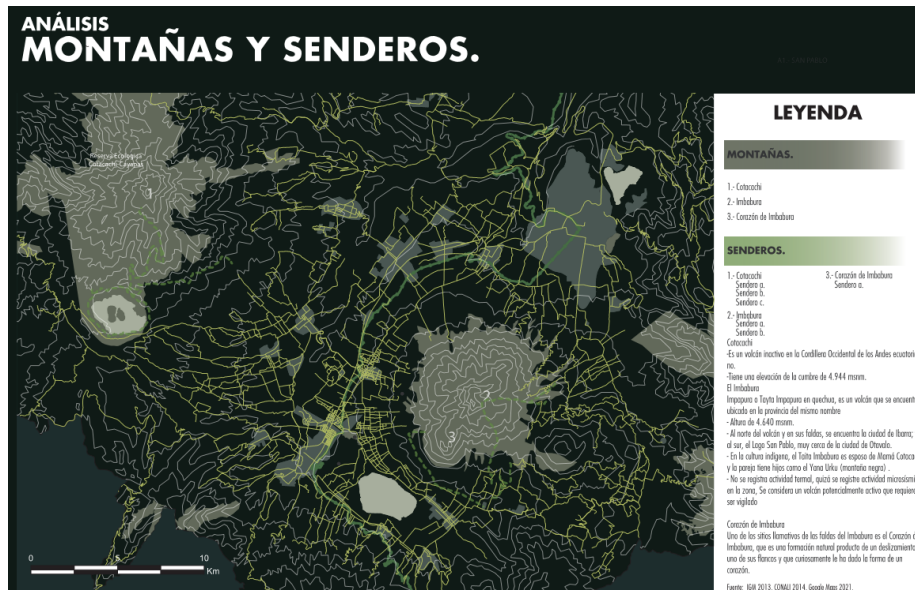 ANÁLISIS
MONTAÑAS Y SENDEROS.
Reserva Ecológica
Cotacachi Cayapas
1
2
3
0
5
10
Km
LEYENDA
MONTAÑAS.
1.- Cotacachi
2.- Imbabura
3.- Corazón de Imbabura
SENDEROS.
1.- Cotacachi
Sendero a.
Sendero b.
Sendero c.
2.- Imbabura
Sendero a.
Sendero b.
3.- Corazón de Imbabura
Sendero a.
Cotacachi
-Es un volcán inactivo en la Cordillera Occidental de los Andes ecuatori
no.
-Tiene una elevación de la cumbre de 4.944 msnm.
El Imbabura
Impapura o Tayta Impapura en quechua, es un volcán que se encuent
ubicada en la provincia del mismo nombre
- Altura de 4.640 msnm.
- Al norte del volcán y en sus faldas, se encuentra la ciudad de Ibarra;
al sur, el Lago San Pablo, muy cerca de la ciudad de Otavalo.
- En la cultura indígena, el Taita Imbabura es esposo de Mamá Cotaca
y la pareja tiene hijos como el Yana Urku (montaña negra) .
- No se registra actividad termal, quizá se registre actividad microsísmi
en la zona, Se considera un volcán potencialmente activo que requiere
ser vigilado
Corazón de Imbabura
Uno de los sitios llamativos de las faldas del Imbabura es el Corazón d
Imbabura, que es una formación natural producto de un deslizamiento
uno de sus flancos y que curiosamente le ha dado la forma de un
corazón.
Fuente: IGM 2013, CONALI 2014, Google Maps 2021.